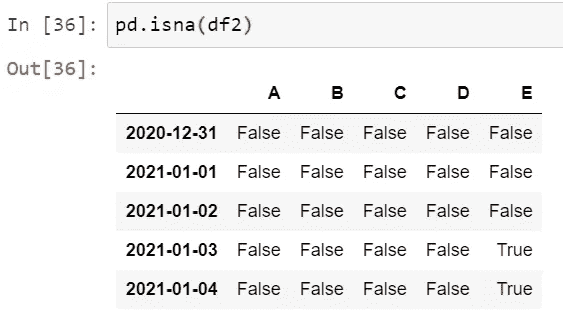 In [36]: pd.isna(df2)
Out[36]:
A B C D E
2020-12-31 False False False False False
2021-01-01 False False False False False
2021-01-02 False False False False False
2021-01-03 False False False False True
2021-01-04 False False False False True